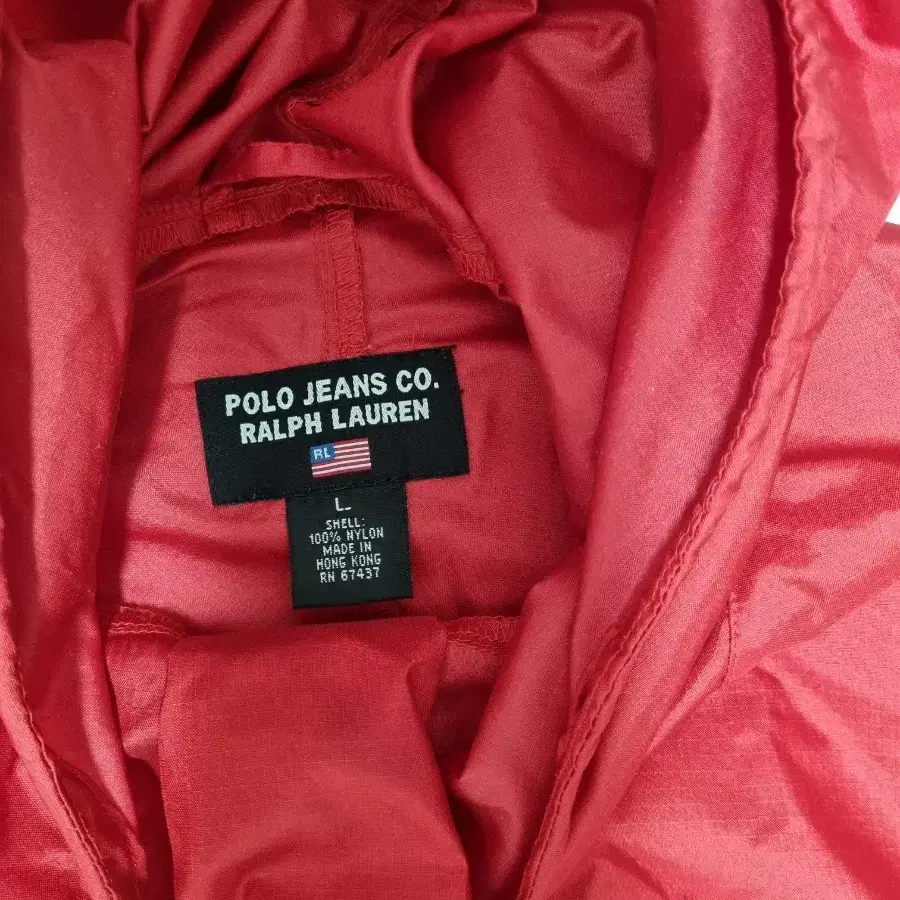 POLO JEANS CO.
RALPH LAUREN
RL
L
SHELL:
100% NYLON
MADE IN
HONG KONG
RN 67437